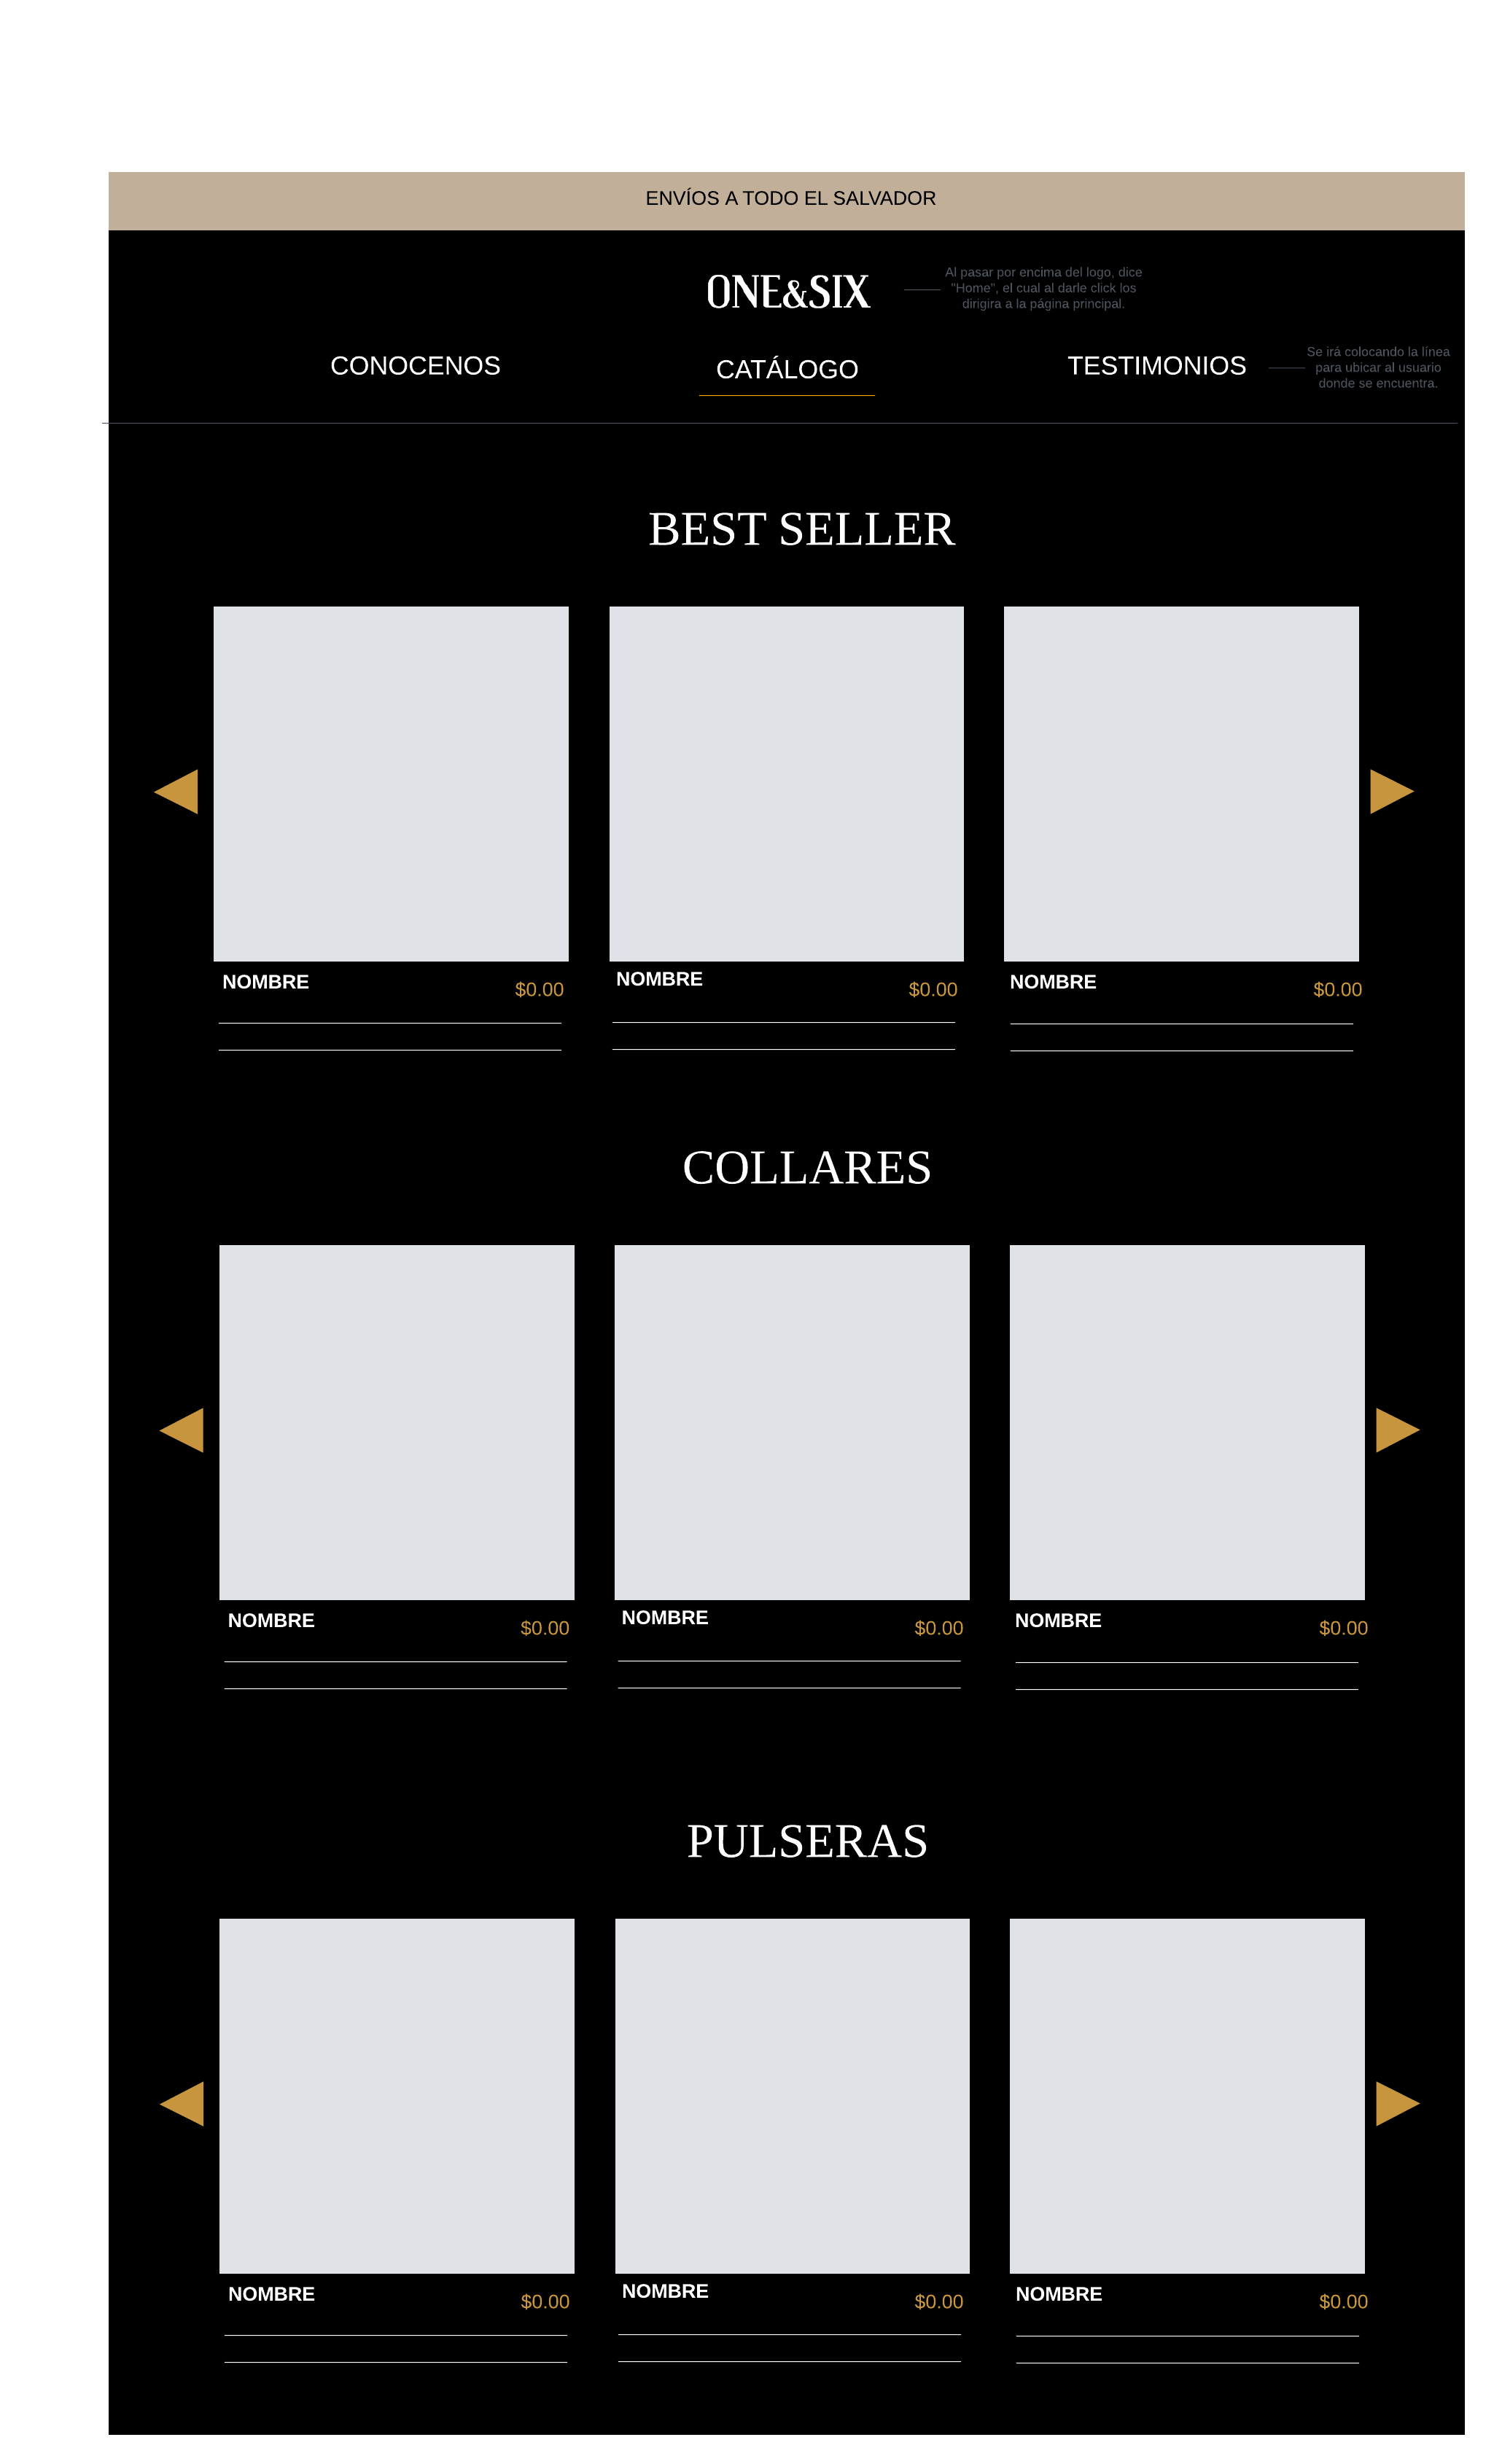 ENVÍOS A TODO EL SALVADOR
ONE&SIX
Al pasar por encima del logo, dice
"Home", el cual al darle click los
dirigira a la página principal.
CONOCENOS
CATÁLOGO
TESTIMONIOS
Se irá colocando la línea
para ubicar al usuario
donde se encuentra.
BEST SELLER
NOMBRE
$0.00
NOMBRE
$0.00
NOMBRE
$0.00
COLLARES
NOMBRE
$0.00
NOMBRE
$0.00
NOMBRE
$0.00
PULSERAS
NOMBRE
$0.00
NOMBRE
$0.00
NOMBRE
$0.00